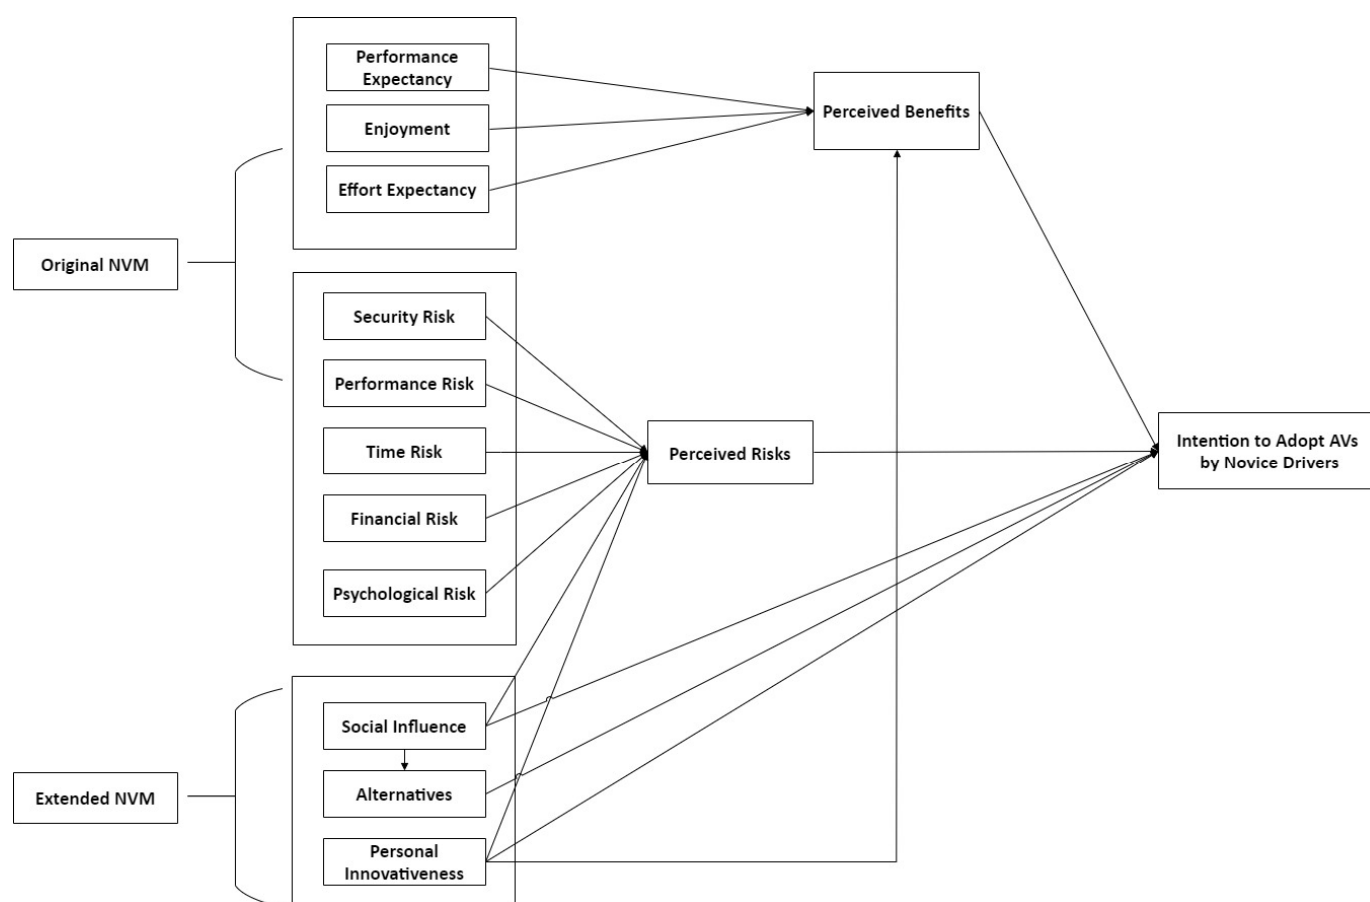 Performance
Expectancy
Enjoyment
Effort Expectancy
Perceived Benefits
Original NVM
Security Risk
Performance Risk
Time Risk
Financial Risk
Psychological Risk
Perceived Risks
Intention to Adopt AVs
by Novice Drivers
Extended NVM
Social Influence
Alternatives
Personal
Innovativeness